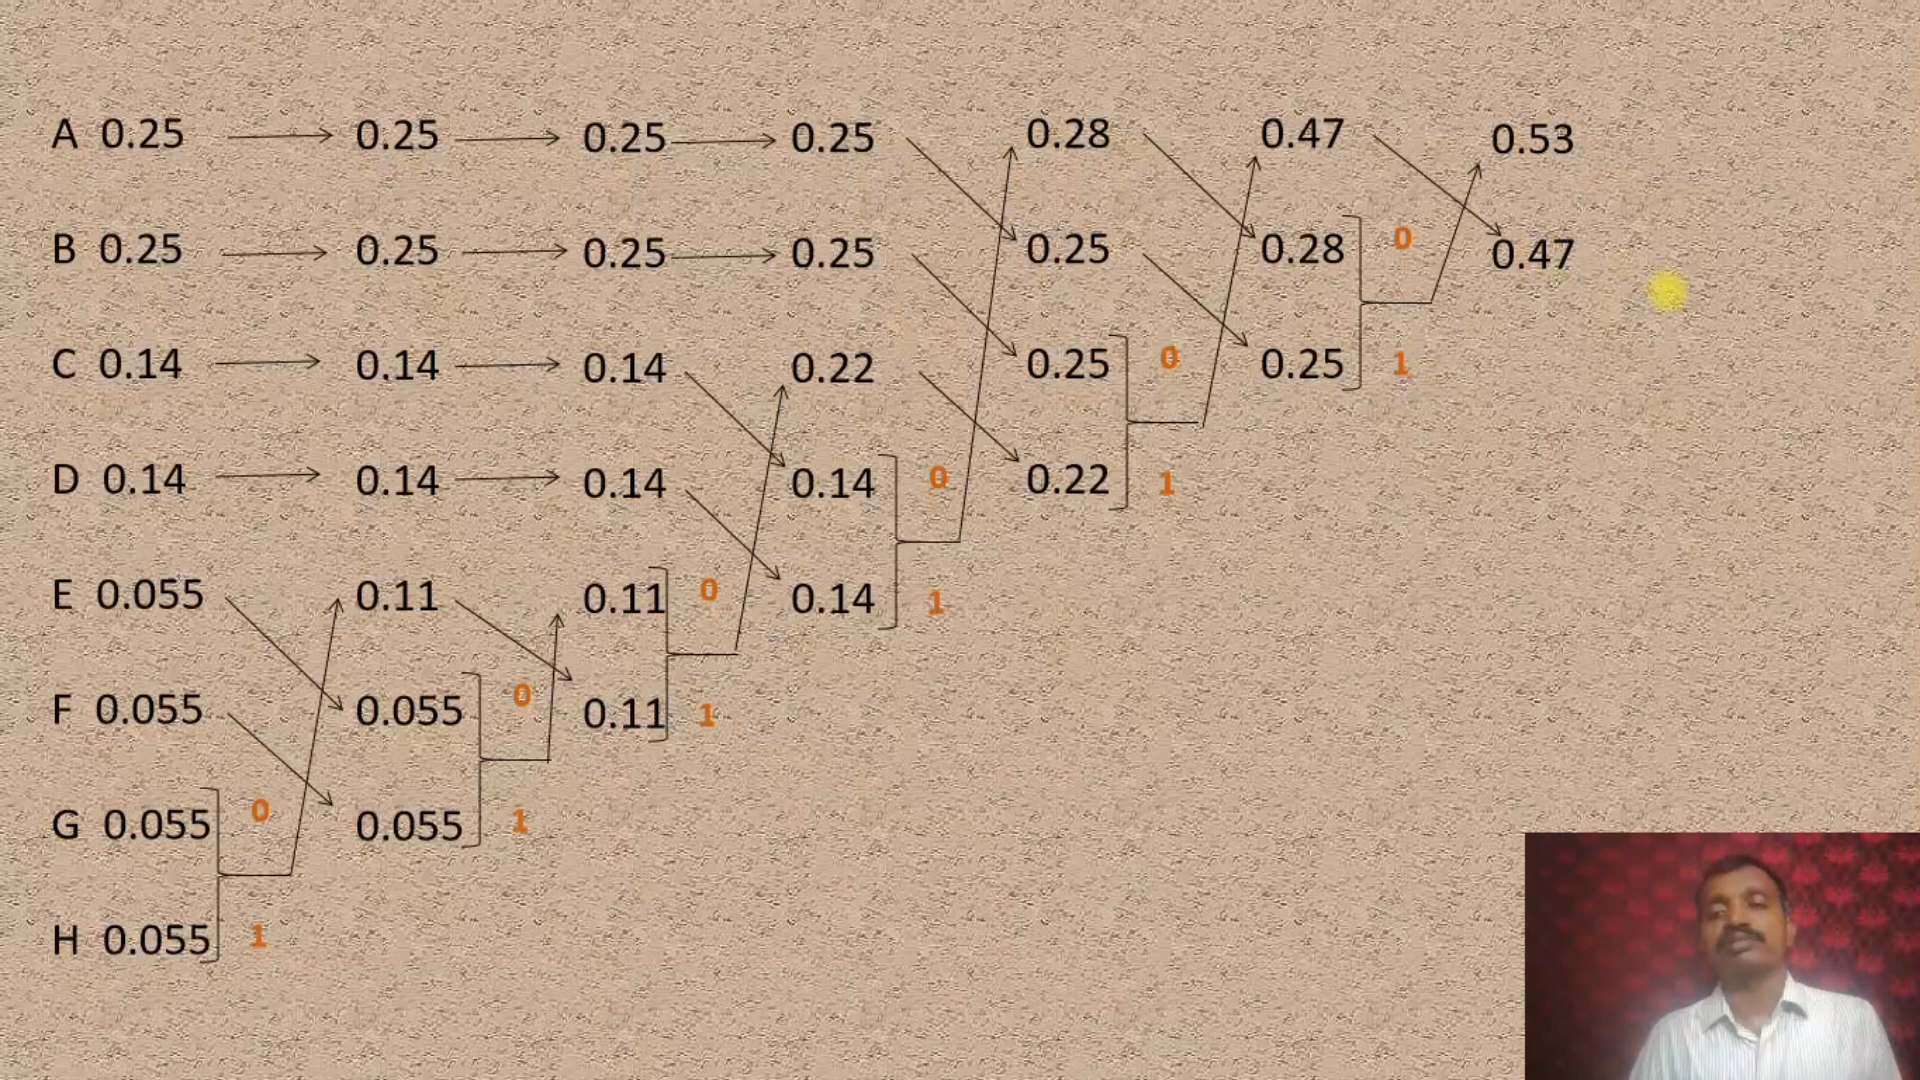 A 0.25 0.25 0.25 0.25 0.28 0.47 0.53
B 0.25 0.25 0.25 0.25 0.25 0.28 0 0.47
C 0.14 0.14 0.14 0.22 0.25 0 0.25 1
D 0.14 0.14 0.14 0.14 0 0.22 1
E 0.055 0.11 0.11 0 0.14 1
F 0.055 0.055 0 0.11 1
G 0.055 0 0.055 1
H 0.055 1